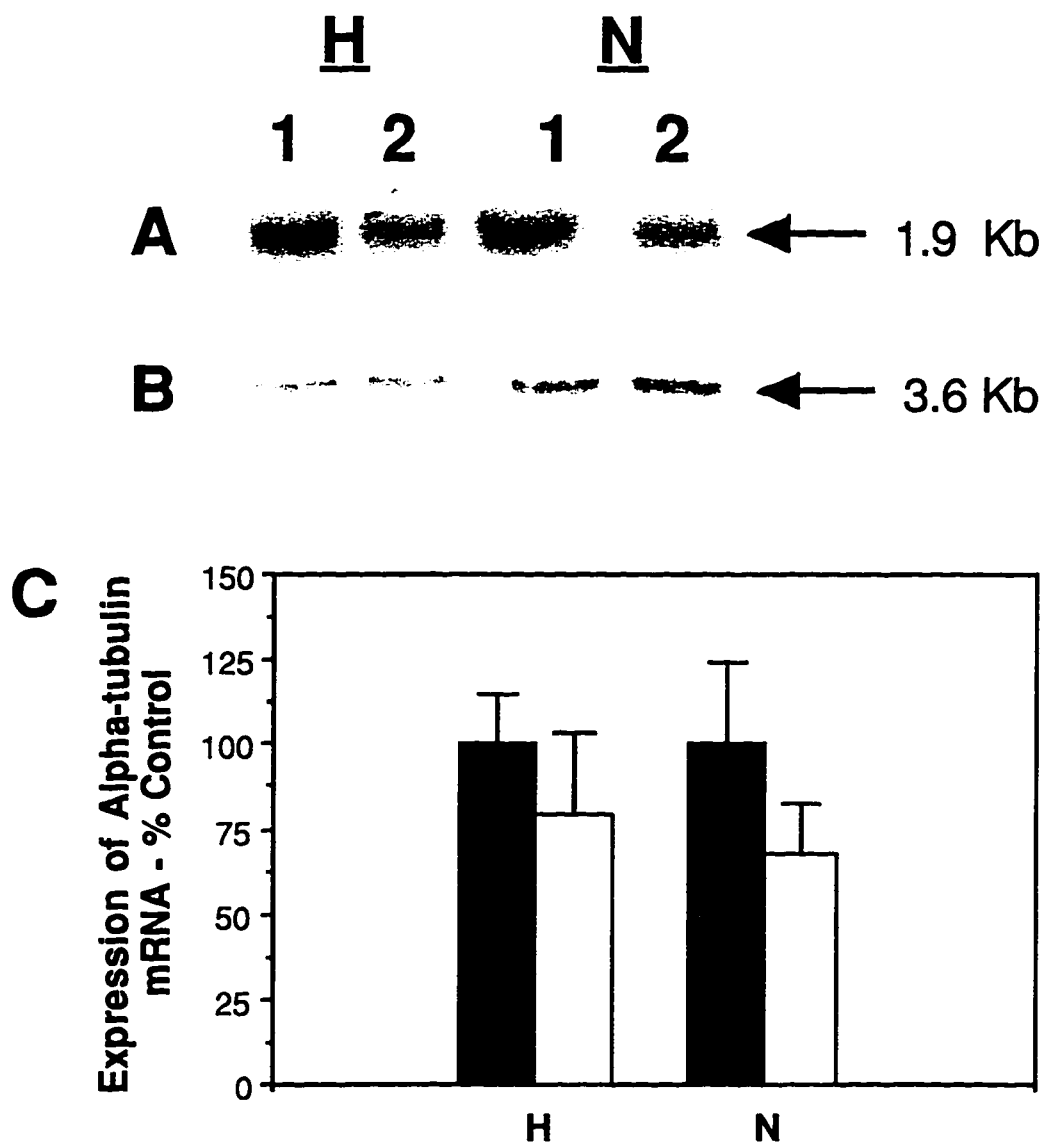 H N
1 2 1 2
A 1.9 Kb
B 3.6 Kb
C
Expression of Alpha-tubulin
mRNA - % Control
150
125
100
75
50
25
0
H N